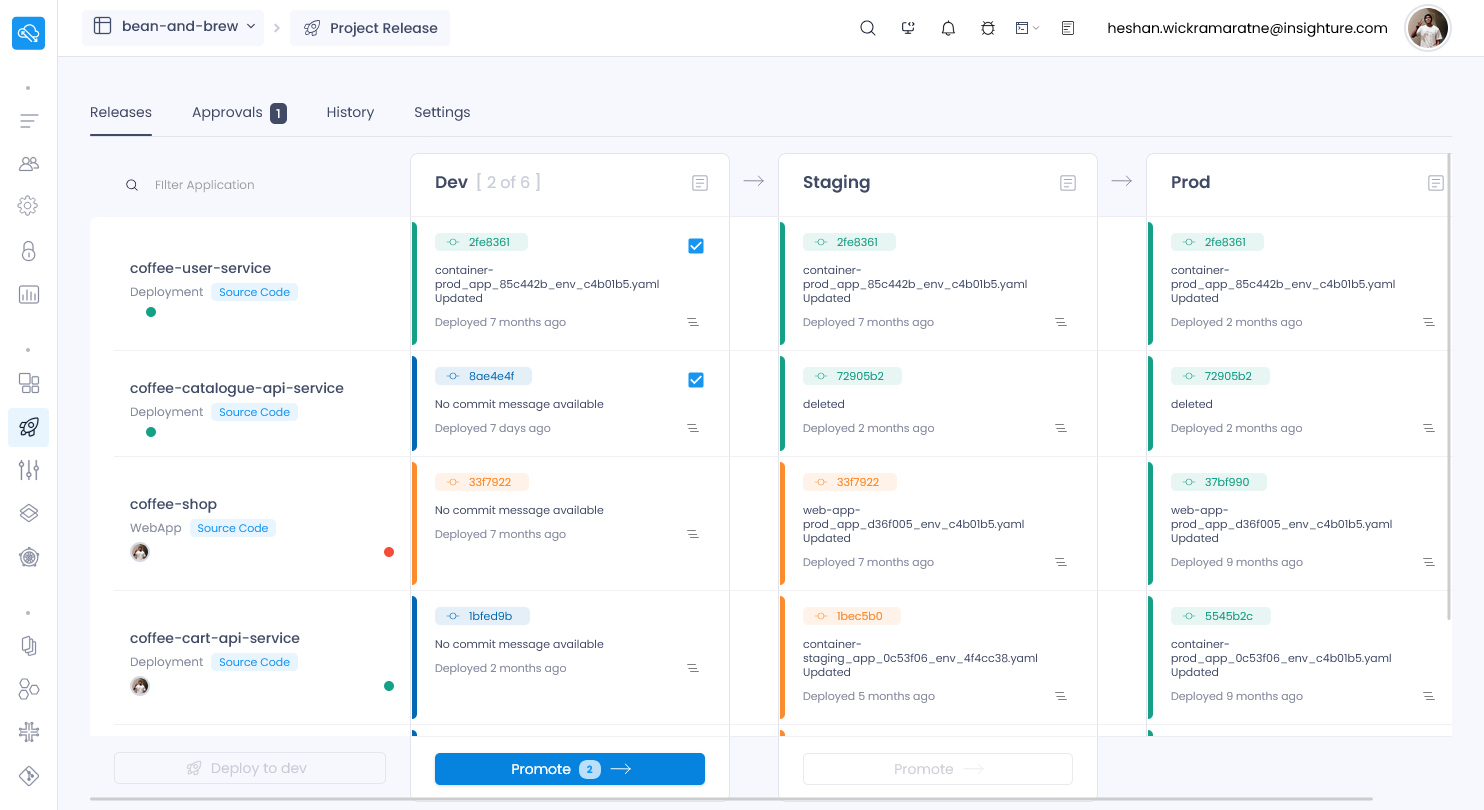 bean-and-brew
Project Release
heshan.wickramaratne@insighture.com
Releases
Approvals 1
History
Settings
FIlter Application
Dev [ 2 of 6 ]
Staging
Prod
coffee-user-service
Deployment Source Code
2fe8361
container-
prod_app_85c442b_env_c4b01b5.yaml
Updated
Deployed 7 months ago
2fe8361
container-
prod_app_85c442b_env_c4b01b5.yaml
Updated
Deployed 7 months ago
2fe8361
container-
prod_app_85c442b_env_c4b01b5.yaml
Updated
Deployed 2 months ago
coffee-catalogue-api-service
Deployment Source Code
8ae4e4f
No commit message available
Deployed 7 days ago
72905b2
deleted
Deployed 2 months ago
72905b2
deleted
Deployed 2 months ago
coffee-shop
WebApp Source Code
33f7922
No commit message available
Deployed 7 months ago
33f7922
web-app-
prod_app_d36f005_env_c4b01b5.yaml
Updated
Deployed 7 months ago
37bf990
web-app-
prod_app_d36f005_env_c4b01b5.yaml
Updated
Deployed 9 months ago
coffee-cart-api-service
Deployment Source Code
1bfed9b
No commit message available
Deployed 2 months ago
1bec5b0
container-
staging_app_0c53f06_env_4f4cc38.yaml
Updated
Deployed 5 months ago
5545b2c
container-
prod_app_0c53f06_env_c4b01b5.yaml
Updated
Deployed 9 months ago
Deploy to dev
Promote 2
Promote